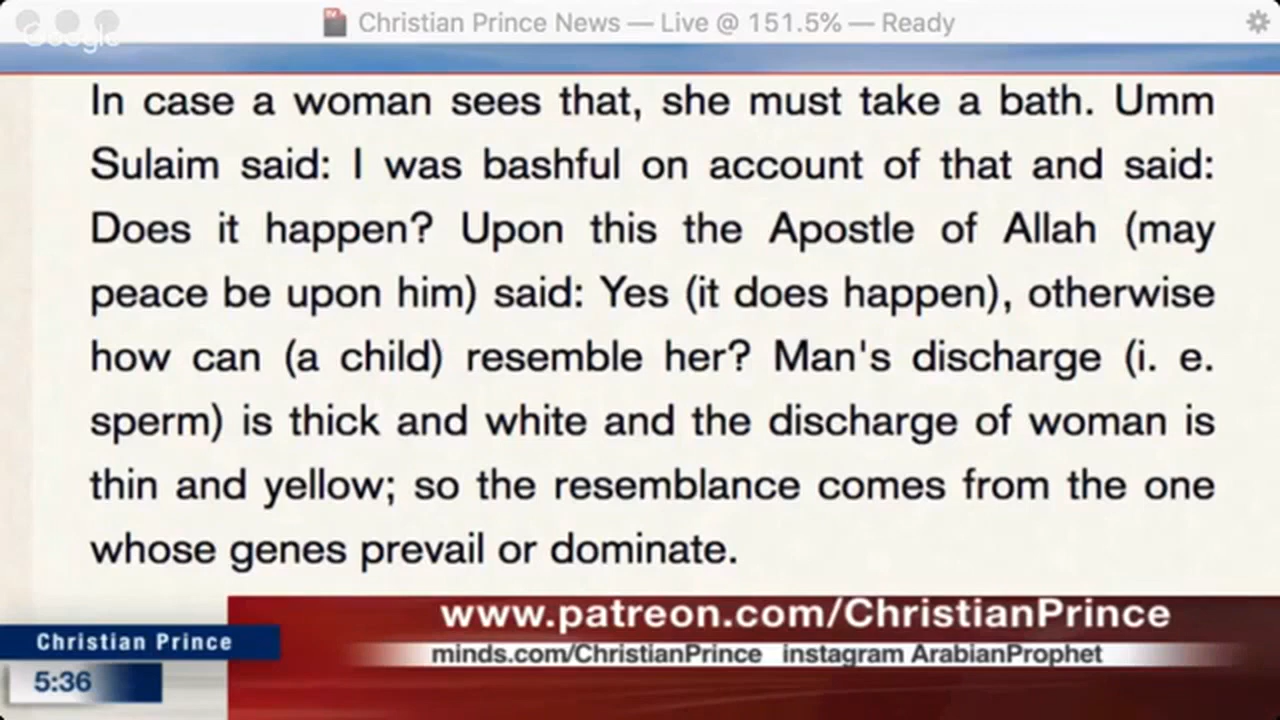 Christian Prince News — Live @ 151.5% — Ready
Google
In case a woman sees that, she must take a bath. Umm
Sulaim said: I was bashful on account of that and said:
Does it happen? Upon this the Apostle of Allah (may
peace be upon him) said: Yes (it does happen), otherwise
how can (a child) resemble her? Man's discharge (i. e.
sperm) is thick and white and the discharge of woman is
thin and yellow; so the resemblance comes from the one
whose genes prevail or dominate.
www.patreon.com/ChristianPrince
Christian Prince
minds.com/ChristianPrince instagram ArabianProphet
5:36